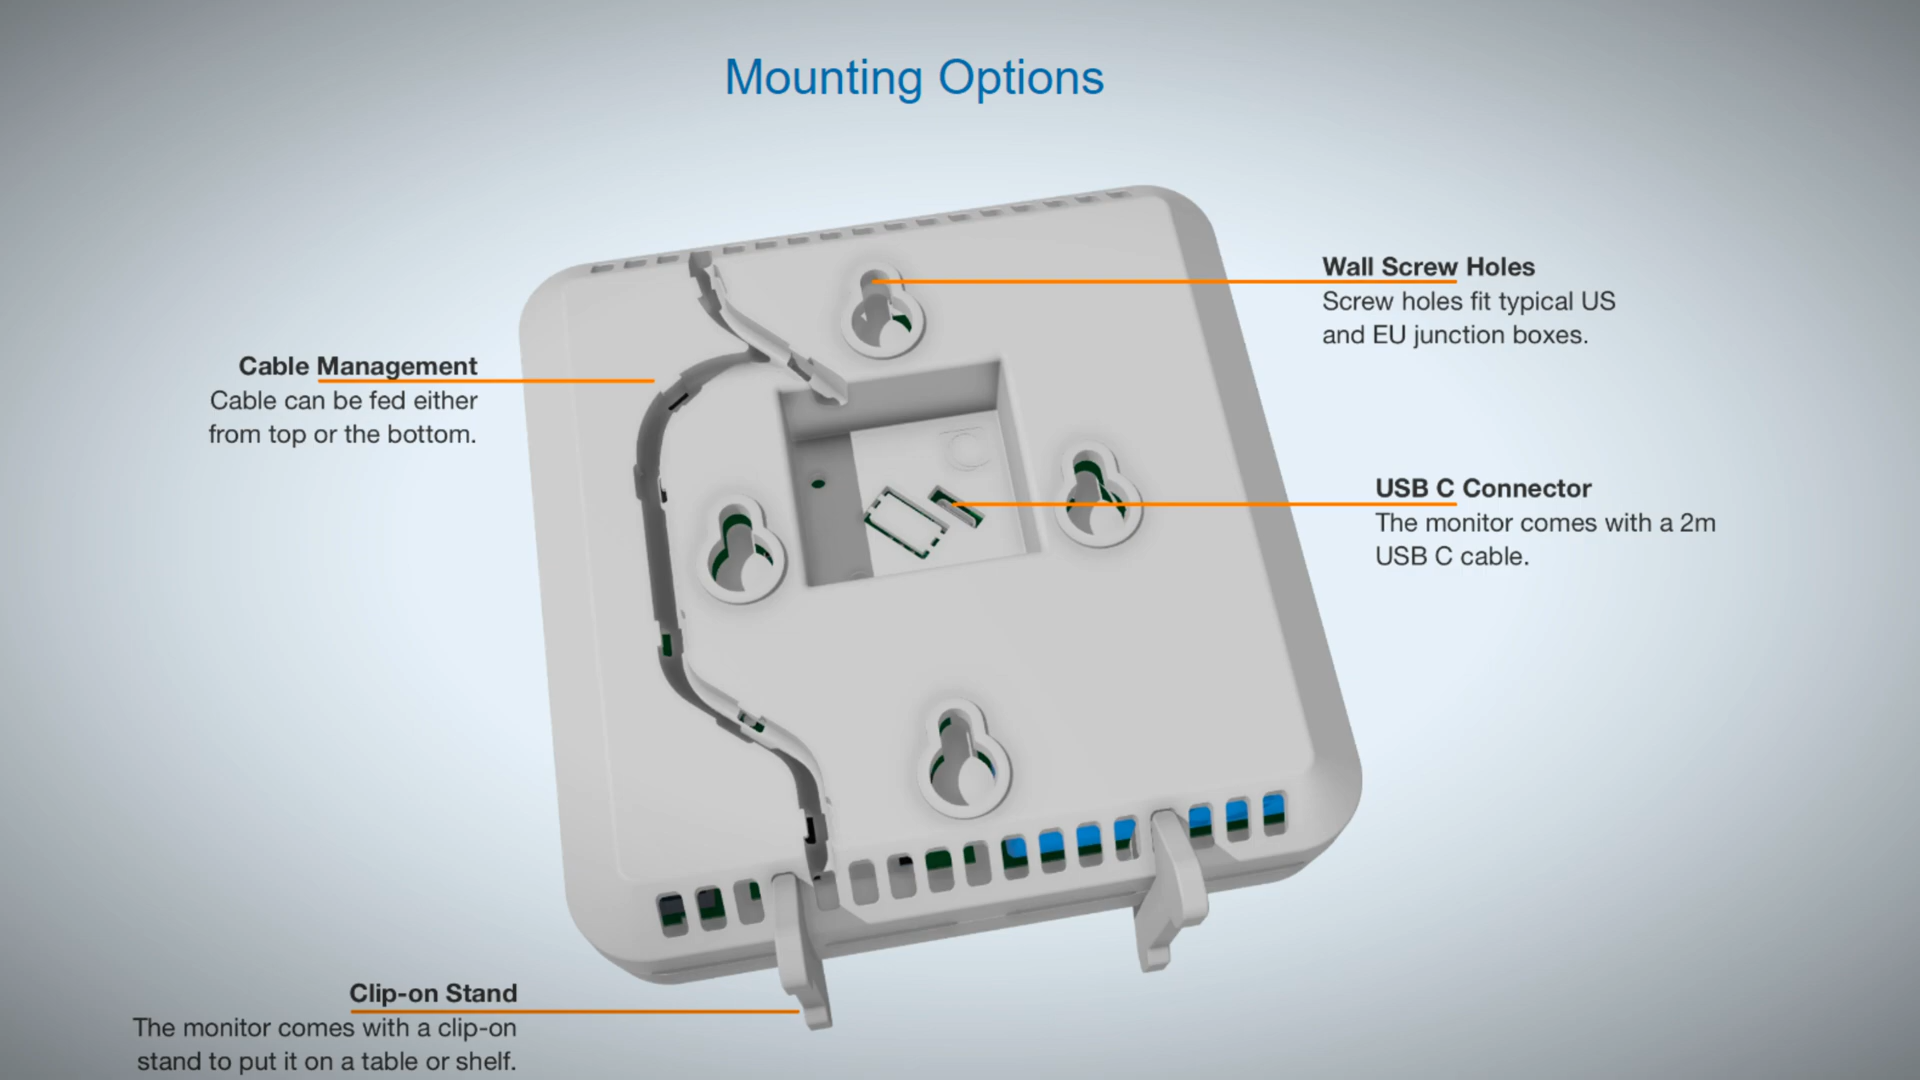 Mounting Options
Wall Screw Holes
Screw holes fit typical US
and EU junction boxes.
Cable Management
Cable can be fed either
from top or the bottom.
USB C Connector
The monitor comes with a 2m
USB C cable.
Clip-on Stand
The monitor comes with a clip-on
stand to put it on a table or shelf.